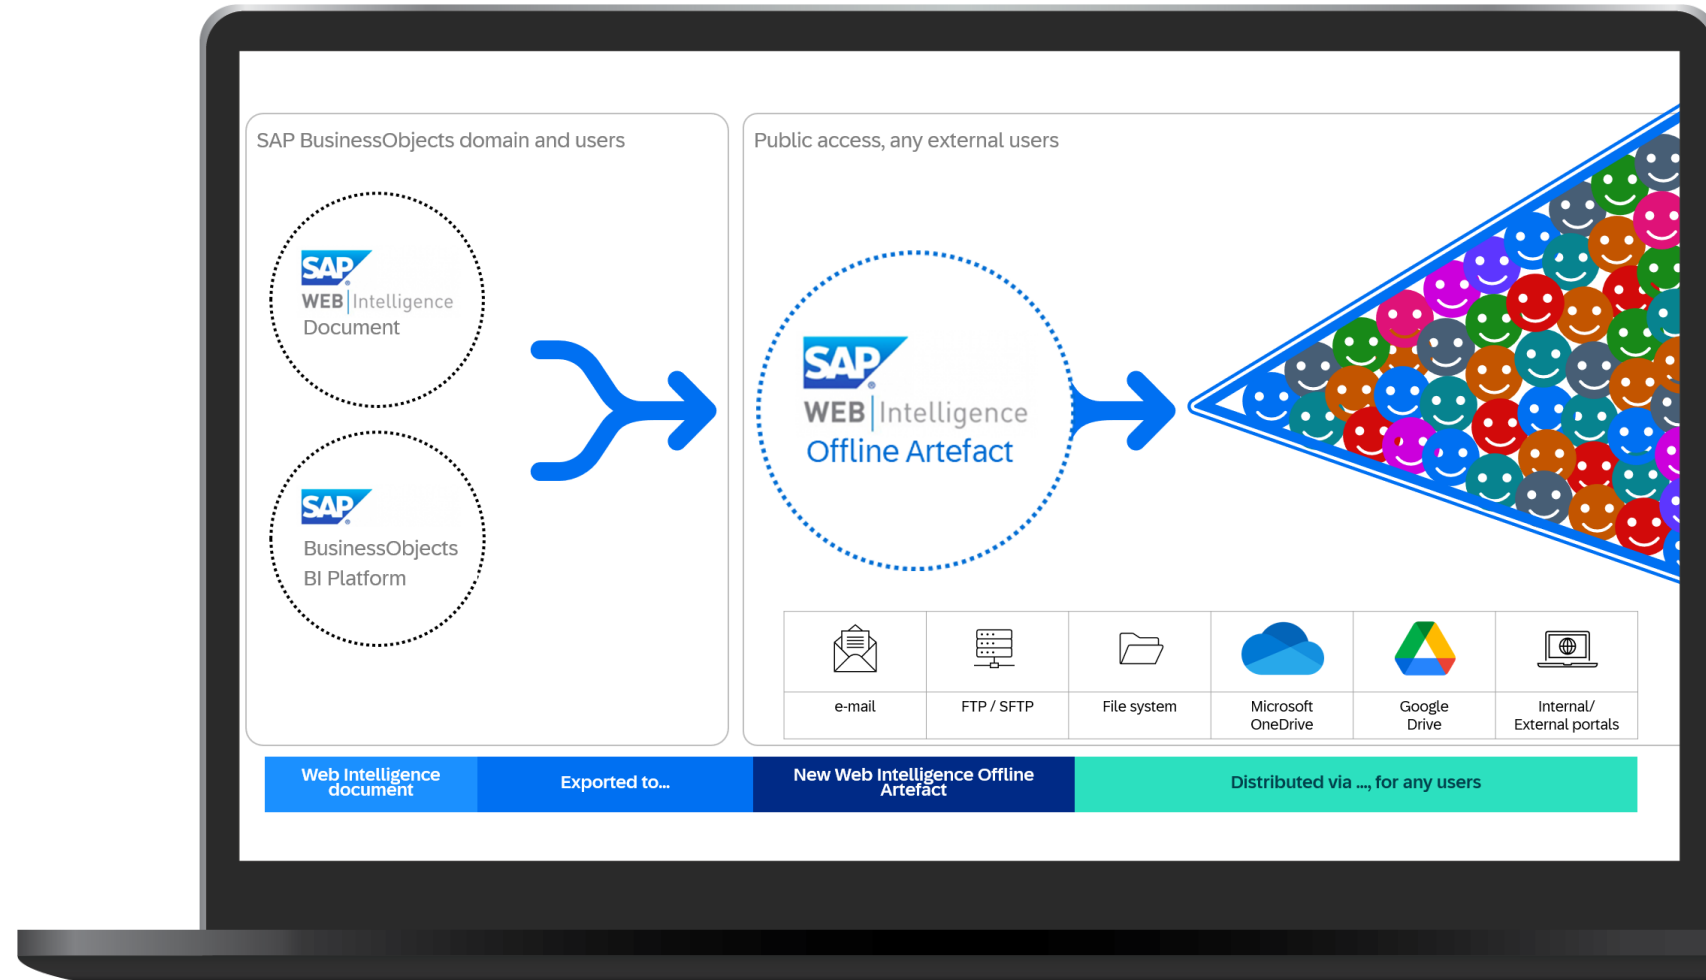 SAP BusinessObjects domain and users
SAP
WEB Intelligence
Document
SAP
BusinessObjects
BI Platform
Public access, any external users
SAP
WEB Intelligence
Offline Artefact
e-mail
FTP / SFTP
File system
Microsoft
OneDrive
Google
Drive
Internal/
External portals
Web Intelligence
document
Exported to...
New Web Intelligence Offline
Artefact
Distributed via ..., for any users